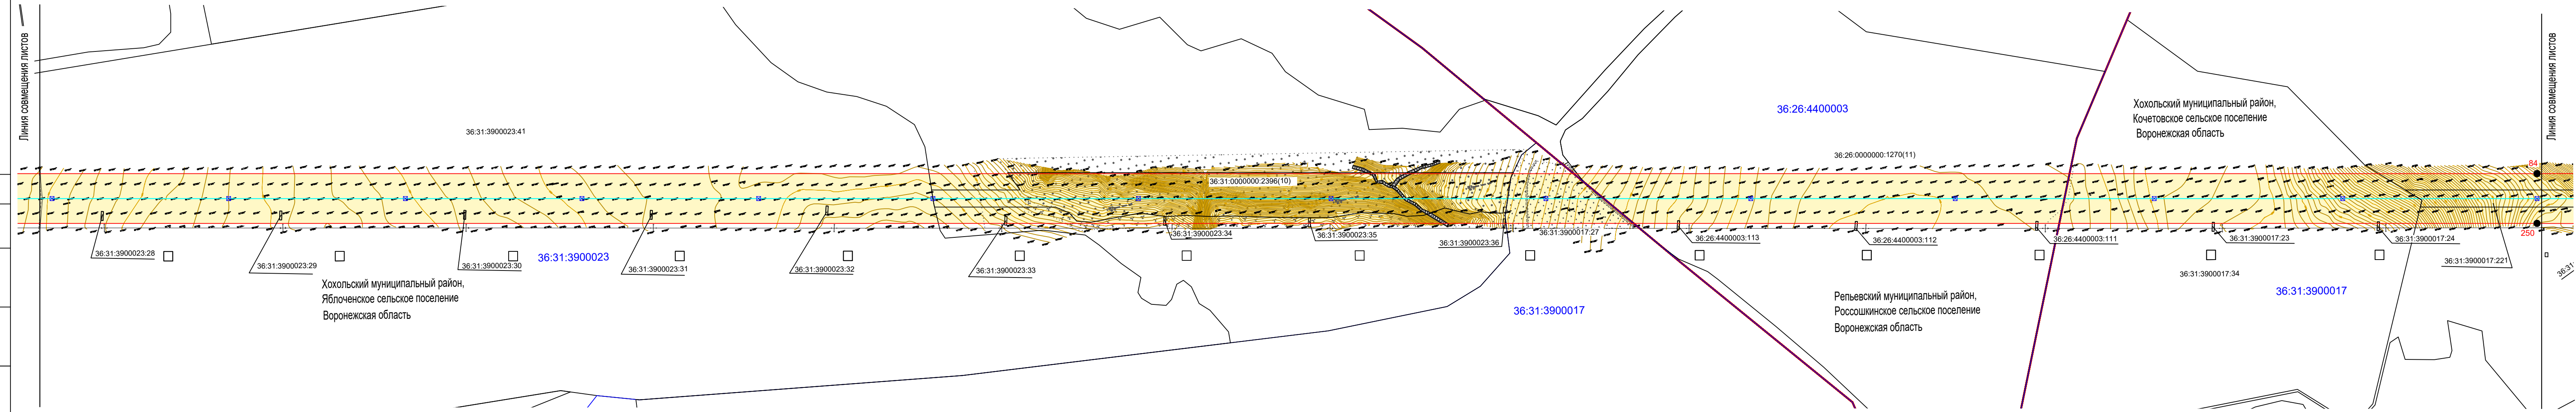 Линия совмещения листов
36:31:3900023:41
36:31:3900023:28
36:31:3900023:29
36:31:3900023:30
36:31:3900023
36:31:3900023:31
36:31:3900023:32
36:31:3900023:33
Хохольский муниципальный район,
Яблоченское сельское поселение
Воронежская область
36:31:0000000:2396(10)
36:31:3900023:34
36:31:3900023:35
36:31:3900023:36
36:31:3900017:27
36:31:3900017
36:26:4400003
36:26:0000000:1270(11)
36:26:4400003:113
36:26:4400003:112
36:26:4400003:111
Репьевский муниципальный район,
Россошкинское сельское поселение
Воронежская область
Хохольский муниципальный район,
Кочетовское сельское поселение
Воронежская область
36:31:3900017:23
36:31:3900017:24
36:31:3900017:34
36:31:3900017
36:31:3900017:221
84
250
Линия совмещения листов
36:31